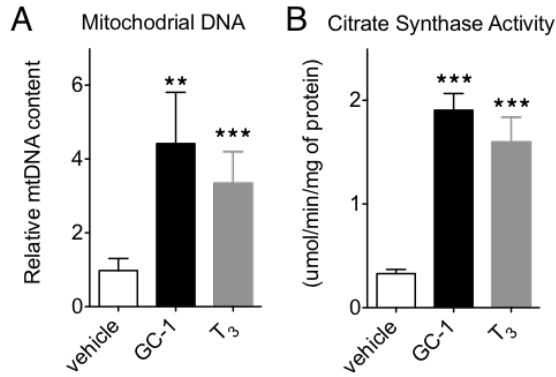 A Mitochondrial DNA
Relative mtDNA content
6
4
2
0
**
***
vehicle
GC-1
T₃
B Citrate Synthase Activity
(umol/min/mg of protein)
2
1
0
***
***
vehicle
GC-1
T₃